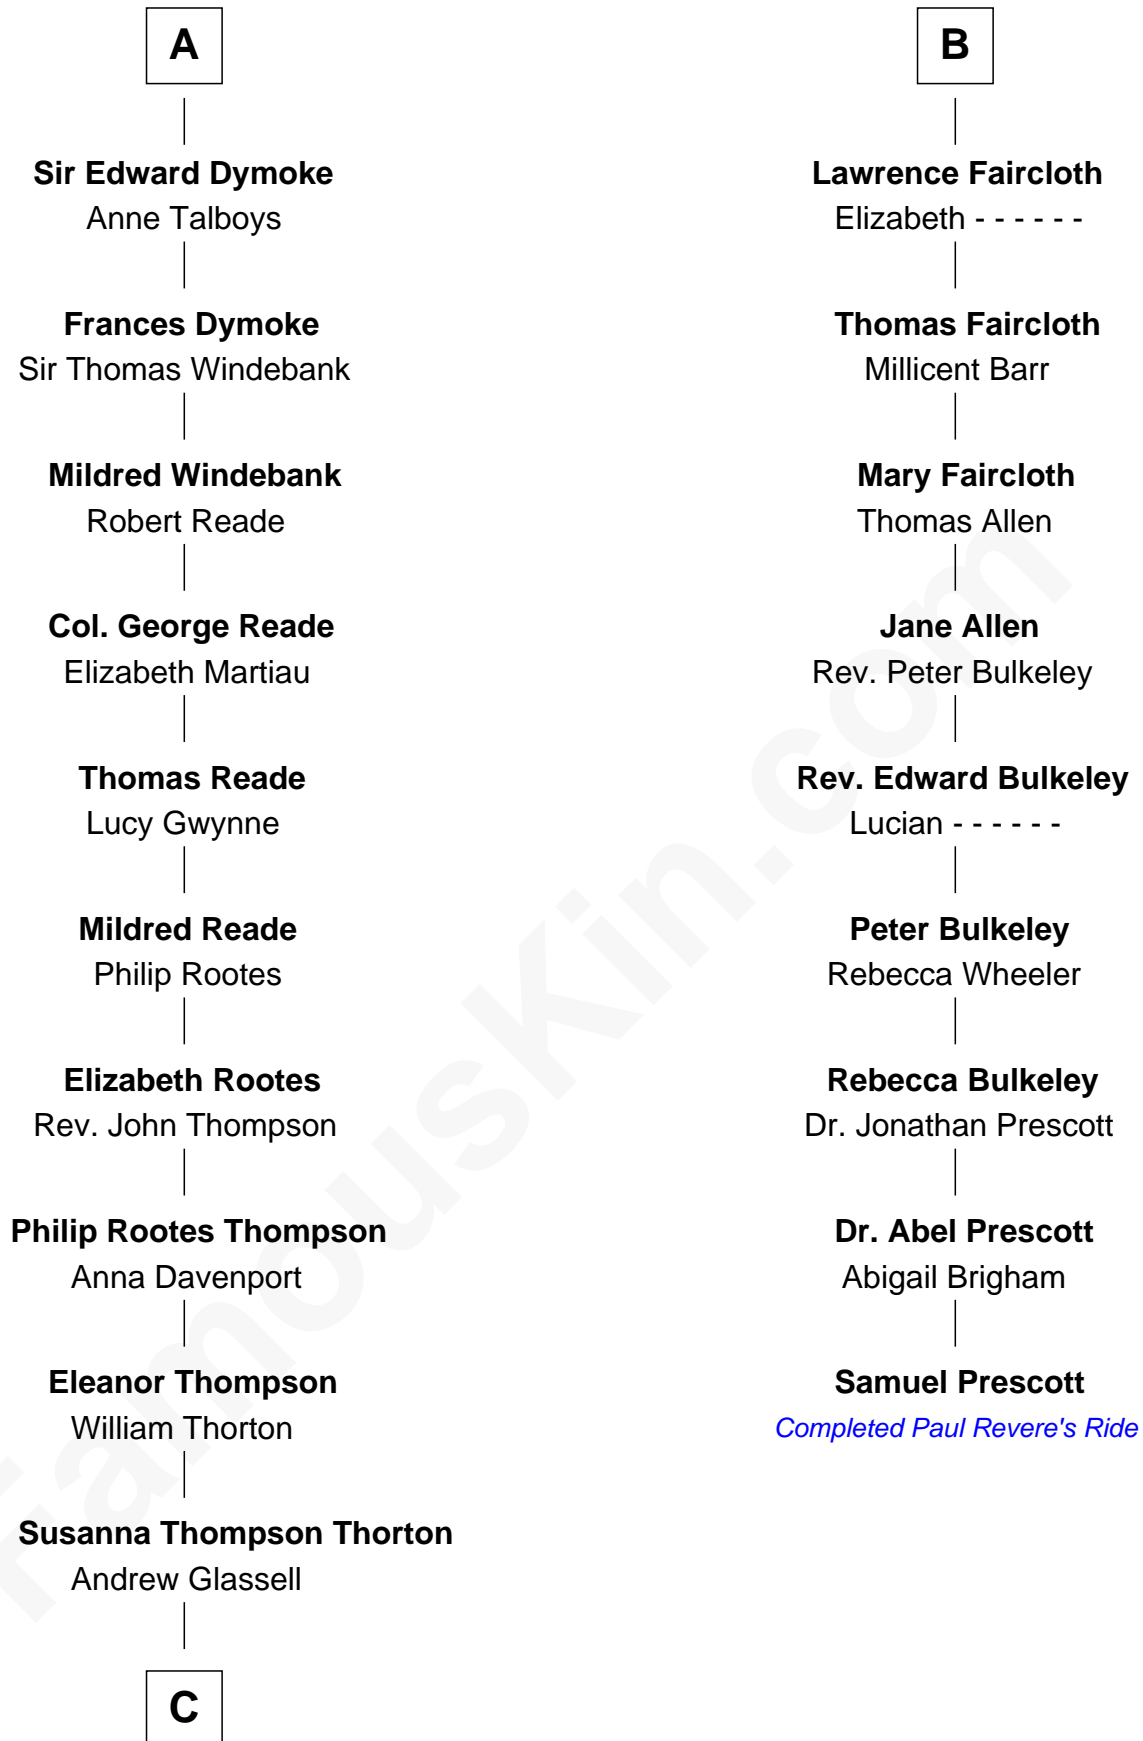 A
Sir Edward Dymoke
Anne Talboys
Frances Dymoke
Sir Thomas Windebank
Mildred Windebank
Robert Reade
Col. George Reade
Elizabeth Martiau
Thomas Reade
Lucy Gwynne
Mildred Reade
Philip Rootes
Elizabeth Rootes
Rev. John Thompson
Philip Rootes Thompson
Anna Davenport
Eleanor Thompson
William Thorton
Susanna Thompson Thorton
Andrew Glassell
C
B
Lawrence Faircloth
Elizabeth - - - - - -
Thomas Faircloth
Millicent Barr
Mary Faircloth
Thomas Allen
Jane Allen
Rev. Peter Bulkeley
Rev. Edward Bulkeley
Lucian - - - - - -
Peter Bulkeley
Rebecca Wheeler
Rebecca Bulkeley
Dr. Jonathan Prescott
Dr. Abel Prescott
Abigail Brigham
Samuel Prescott
Completed Paul Revere's Ride
FamousKin.com